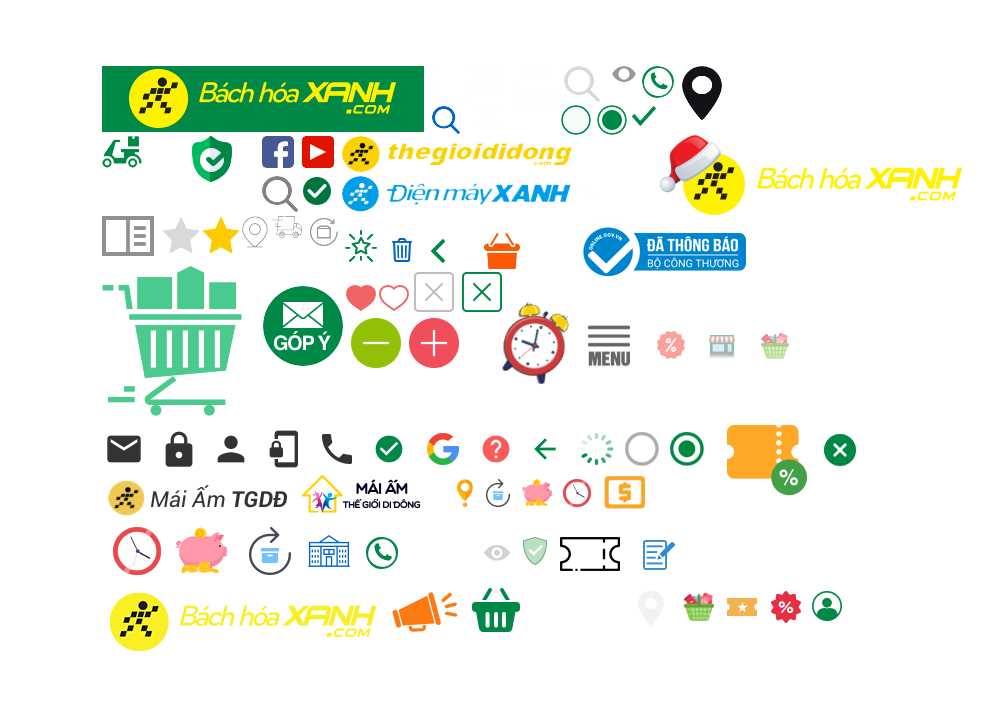 Bách hóa XANH
.COM
thegioididong
.com
Điện máy XANH
Bách hóa XANH
.COM
ONLINE.GOV.VN
ĐÃ THÔNG BÁO
BỘ CÔNG THƯƠNG
GÓP Ý
MENU
Mái Ấm TGDĐ
MÁI ẤM
THẾ GIỚI DI ĐỘNG
Bách hóa XANH
.COM